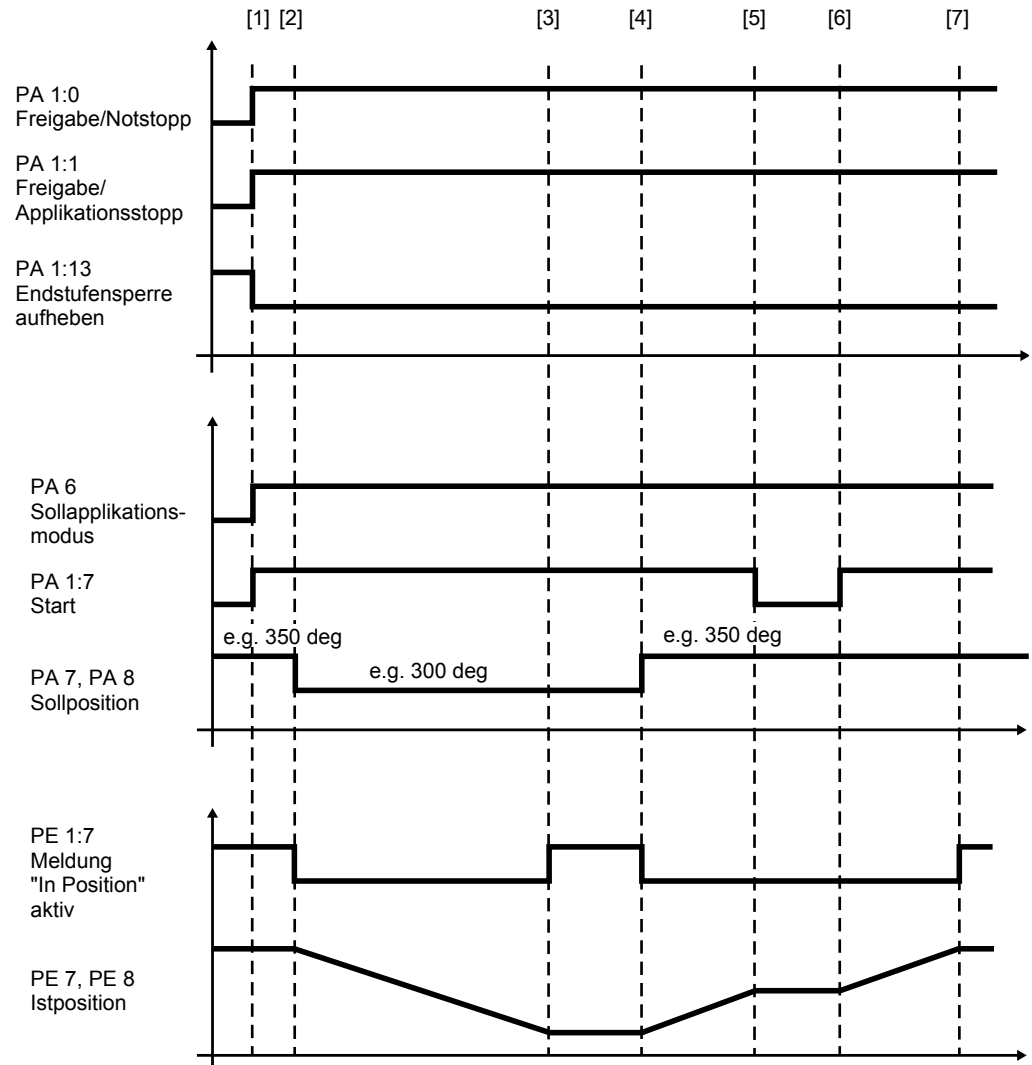 [1] [2] [3] [4] [5] [6] [7]
PA 1:0
Freigabe/Notstopp
PA 1:1
Freigabe/
Applikationsstopp
PA 1:13
Endstufensperre
aufheben
PA 6
Sollapplikations-
modus
PA 1:7
Start
e.g. 350 deg
e.g. 300 deg
e.g. 350 deg
PA 7, PA 8
Sollposition
PE 1:7
Meldung
"In Position"
aktiv
PE 7, PE 8
Istposition